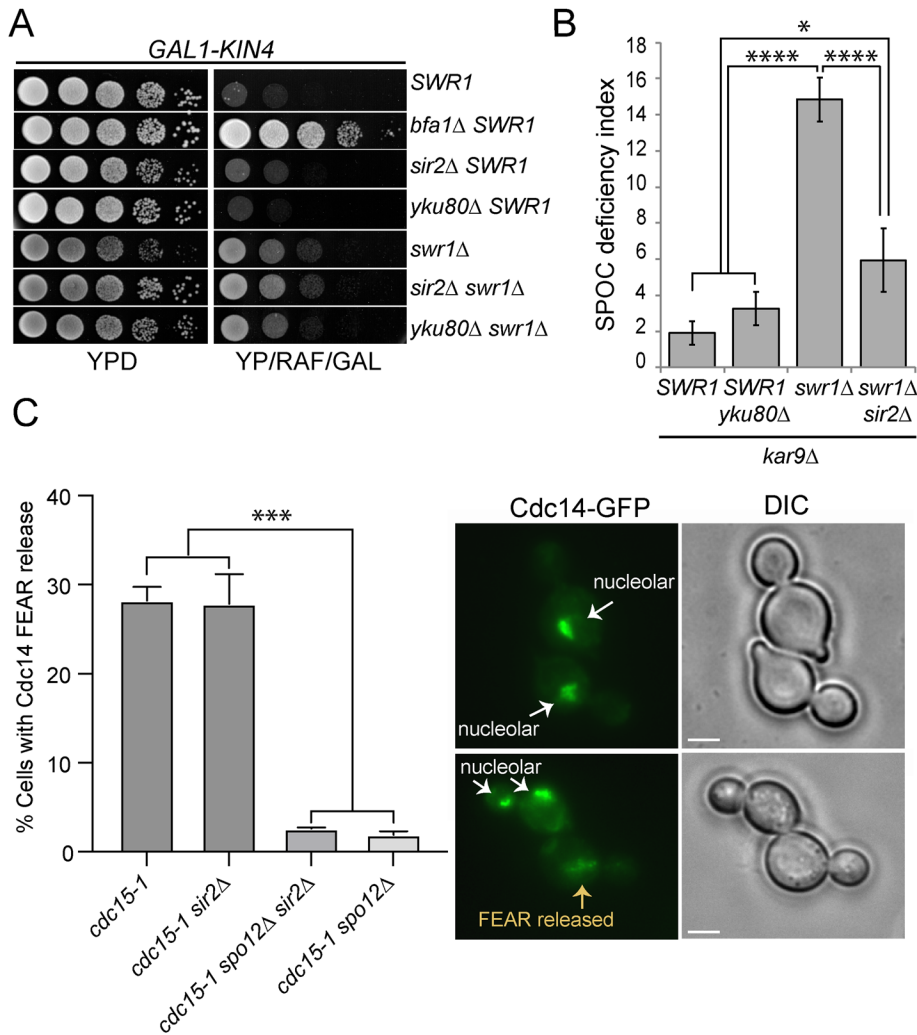 A
GAL1-KIN4
SWR1
bfa1Δ SWR1
sir2Δ SWR1
yku80Δ SWR1
swr1Δ
sir2Δ swr1Δ
yku80Δ swr1Δ
YPD
YP/RAF/GAL
B
SPOC deficiency index
18
16
14
12
10
8
6
4
2
0
*
**** ****
SWR1
SWR1
yku80Δ
swr1Δ
swr1Δ
sir2Δ
kar9Δ
C
% Cells with Cdc14 FEAR release
40
30
20
10
0
***
cdc15-1
cdc15-1 sir2Δ
cdc15-1 spo12Δ sir2Δ
cdc15-1 spo12Δ
Cdc14-GFP
DIC
nucleolar
nucleolar
nucleolar
FEAR released